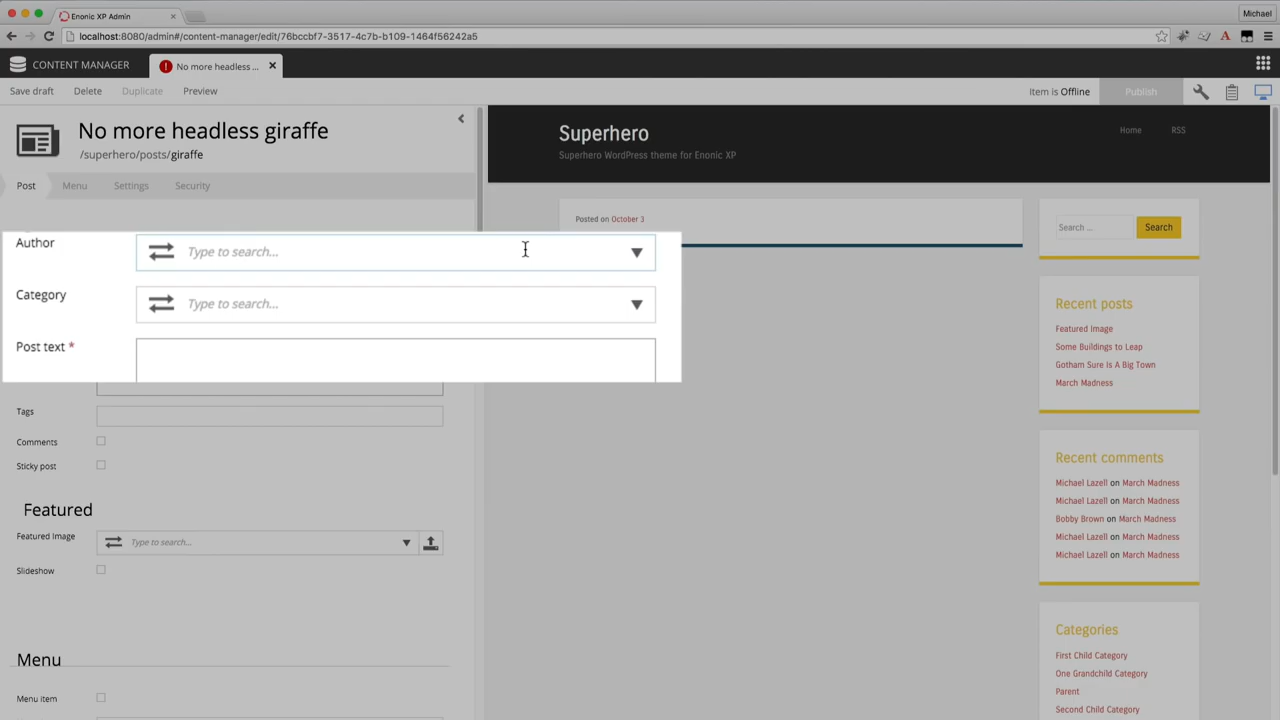 Enonic XP Admin
Michael
localhost:8080/admin#/content-manager/edit/76bccbf7-3517-4c7b-b109-1464f56242a5
CONTENT MANAGER
No more headless ...
Save draft
Delete
Duplicate
Preview
Item is Offline
Publish
No more headless giraffe
/superhero/posts/giraffe
Post
Menu
Settings
Security
Author
Type to search...
Category
Type to search...
Post text *
Tags
Comments
Sticky post
Featured
Featured Image
Type to search...
Slideshow
Menu
Menu item
Superhero
Superhero WordPress theme for Enonic XP
Home
RSS
Posted on October 3
Search ...
Search
Recent posts
Featured Image
Some Buildings to Leap
Gotham Sure Is A Big Town
March Madness
Recent comments
Michael Lazell on March Madness
Michael Lazell on March Madness
Bobby Brown on March Madness
Michael Lazell on March Madness
Michael Lazell on March Madness
Categories
First Child Category
One Grandchild Category
Parent
Second Child Category